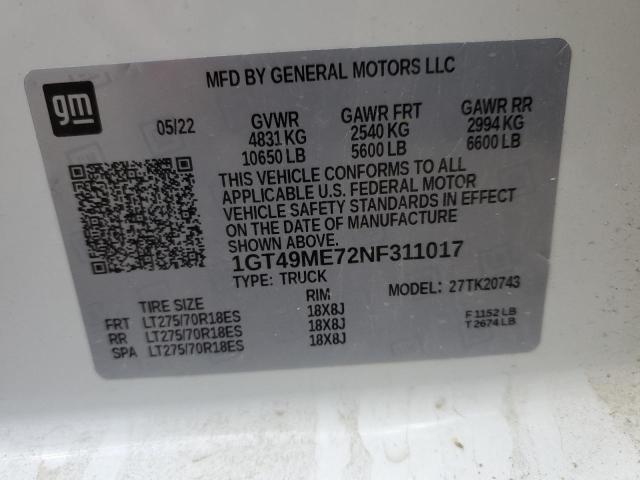 MFD BY GENERAL MOTORS LLC
gm
05/22
GVWR
4831 KG
10650 LB
GAWR FRT
2540 KG
5600 LB
GAWR RR
2994 KG
6600 LB
THIS VEHICLE CONFORMS TO ALL
APPLICABLE U.S. FEDERAL MOTOR
VEHICLE SAFETY STANDARDS IN EFFECT
ON THE DATE OF MANUFACTURE
SHOWN ABOVE.
1GT49ME72NF311017
TYPE: TRUCK
MODEL: 27TK20743
TIRE SIZE RIM
FRT LT275/70R18ES 18X8J
RR LT275/70R18ES 18X8J
SPA LT275/70R18ES 18X8J
F 1152 LB
T 2674 LB